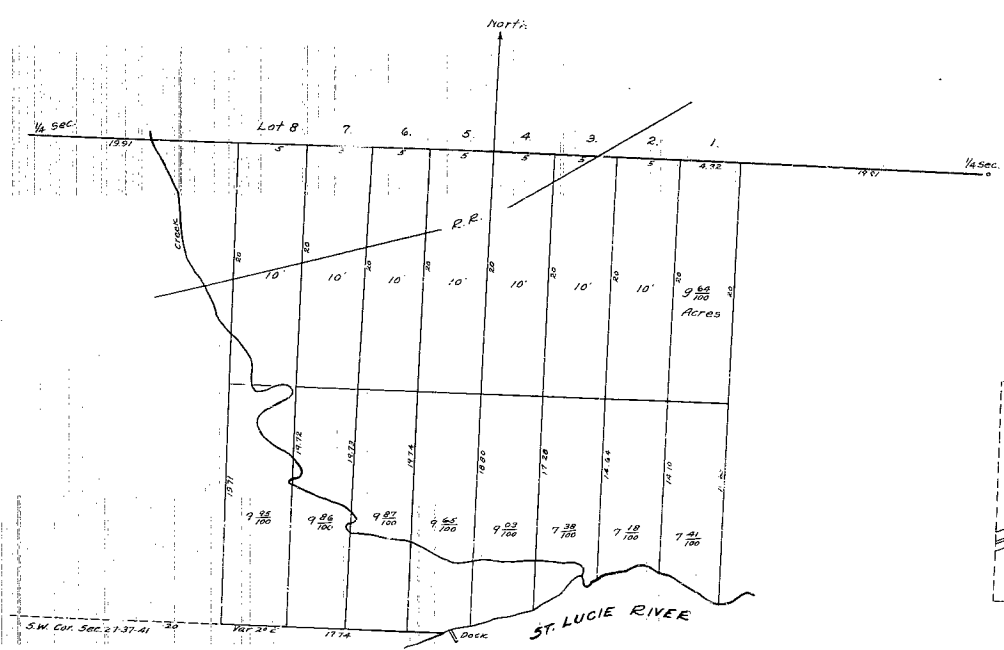 North
1/4 Sec.
19.91
Lot 8 7. 6. 5. 4 3. 2. 1.
5 5 5 5 5 5 4.32
1/4 Sec.
Creek
R.R.
20 20 20 20 20 20 20 20
10' 10' 10' 10' 10' 10' 10'
9 64/100
Acres
19.72 19.73 19.74 18.80 17.28 14.64 14.10
19.71
9 95/100 9 86/100 9 87/100 9 65/100 9 03/100 7 38/100 7 18/100 7 41/100
S.W. Cor. Sec. 27-37-41 20 Var 2° E 17.74
Dock
ST. LUCIE RIVER